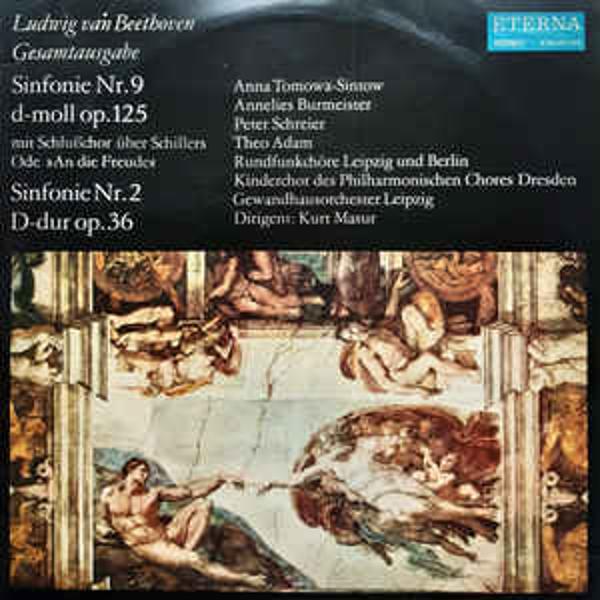 Ludwig van Beethoven
Gesamtausgabe
Sinfonie Nr. 9
d-moll op. 125
mit Schlußchor über Schillers
Ode »An die Freude«
Sinfonie Nr. 2
D-dur op. 36
Anna Tomowa-Sintow
Annelies Burmeister
Peter Schreier
Theo Adam
Rundfunkchöre Leipzig und Berlin
Kinderchor des Philharmonischen Chores Dresden
Gewandhausorchester Leipzig
Dirigent: Kurt Masur
ETERNA
STEREO